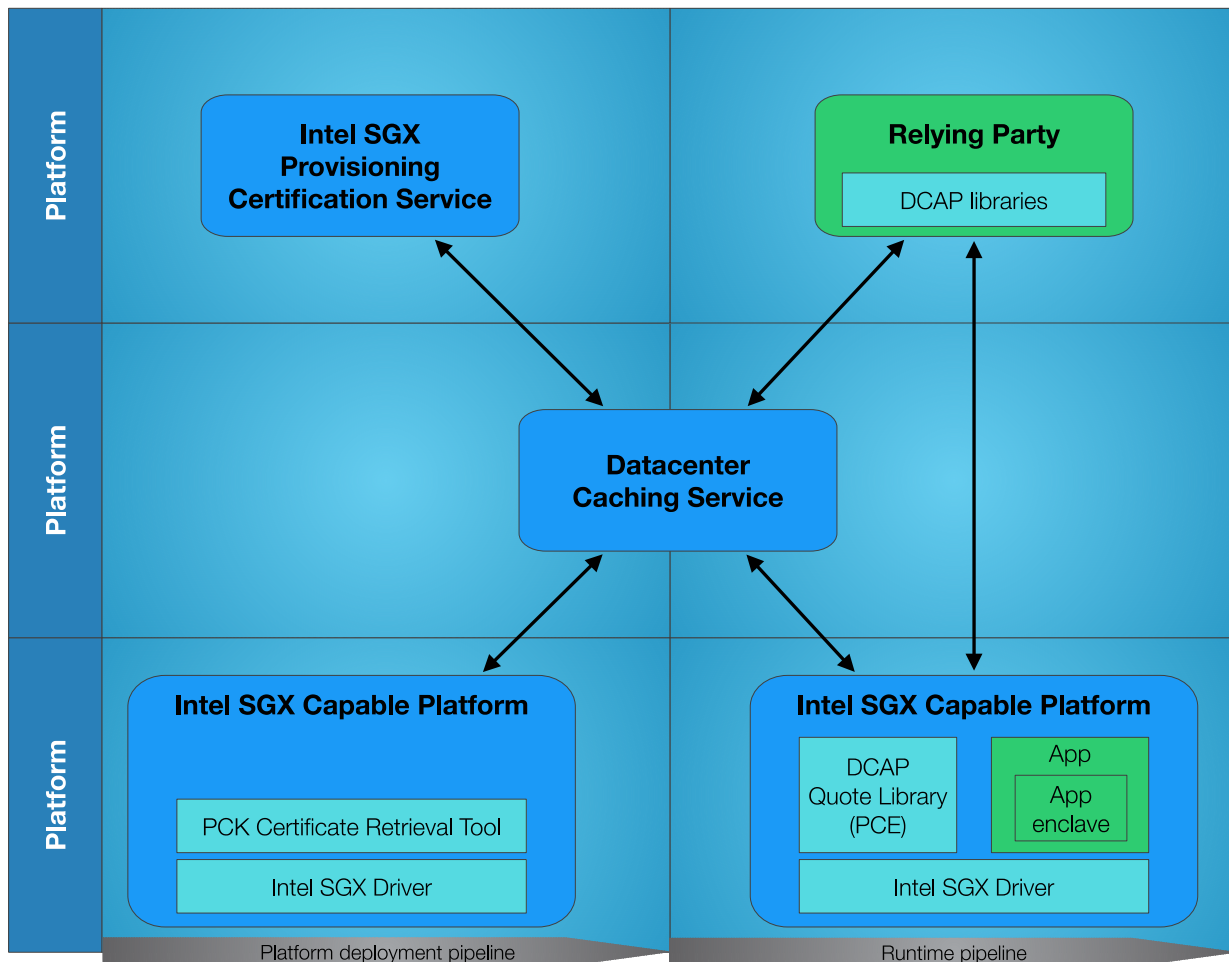 Platform
Intel SGX
Provisioning
Certification Service
Relying Party
DCAP libraries
Platform
Datacenter
Caching Service
Platform
Intel SGX Capable Platform
PCK Certificate Retrieval Tool
Intel SGX Driver
Intel SGX Capable Platform
DCAP
Quote Library
(PCE)
App
App
enclave
Intel SGX Driver
Platform deployment pipeline
Runtime pipeline